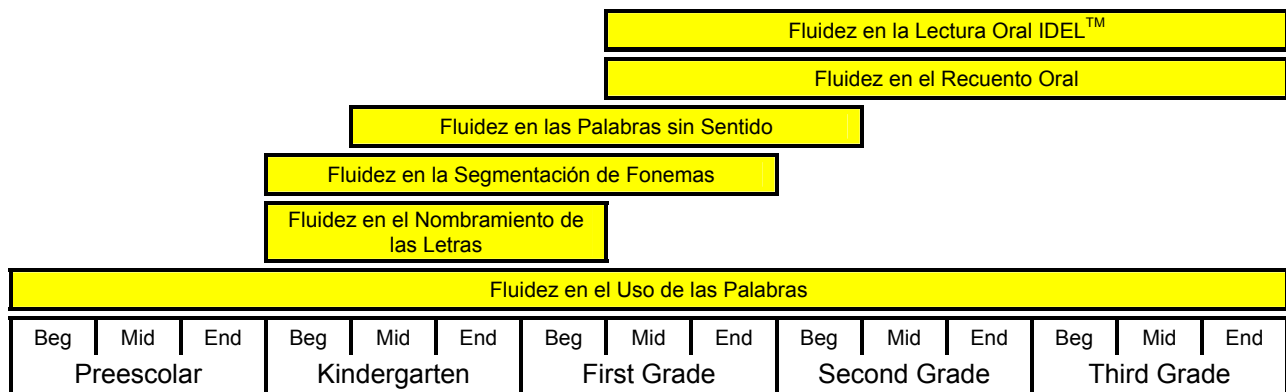 Fluidez en la Lectura Oral IDEL™
Fluidez en el Recuento Oral
Fluidez en las Palabras sin Sentido
Fluidez en la Segmentación de Fonemas
Fluidez en el Nombramiento de
las Letras
Fluidez en el Uso de las Palabras
Beg Mid End Beg Mid End Beg Mid End Beg Mid End Beg Mid End
Preescolar Kindergarten First Grade Second Grade Third Grade